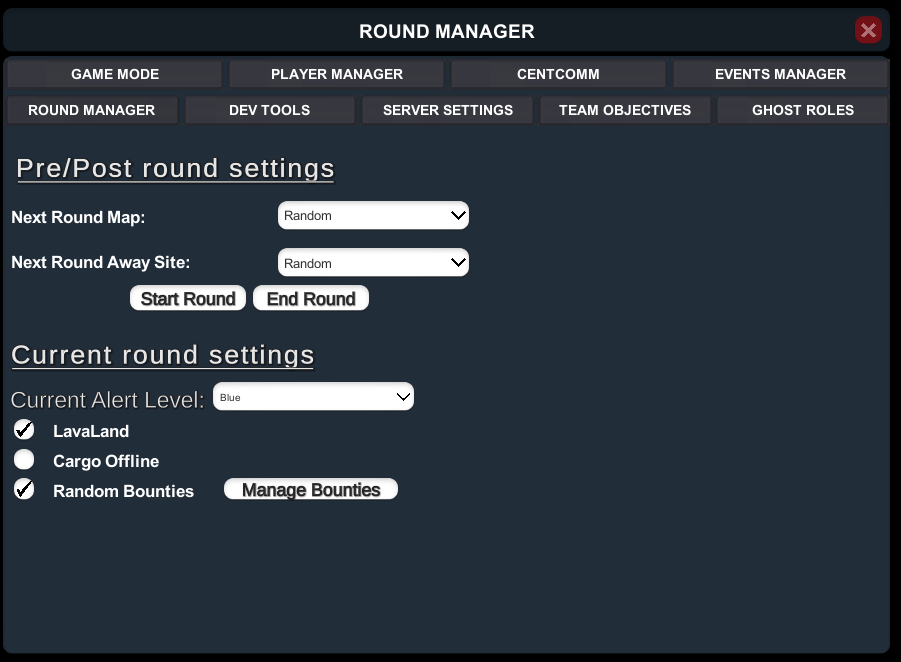 ROUND MANAGER
GAME MODE PLAYER MANAGER CENTCOMM EVENTS MANAGER
ROUND MANAGER DEV TOOLS SERVER SETTINGS TEAM OBJECTIVES GHOST ROLES
Pre/Post round settings
Next Round Map: Random
Next Round Away Site: Random
Start Round End Round
Current round settings
Current Alert Level: Blue
LavaLand
Cargo Offline
Random Bounties Manage Bounties